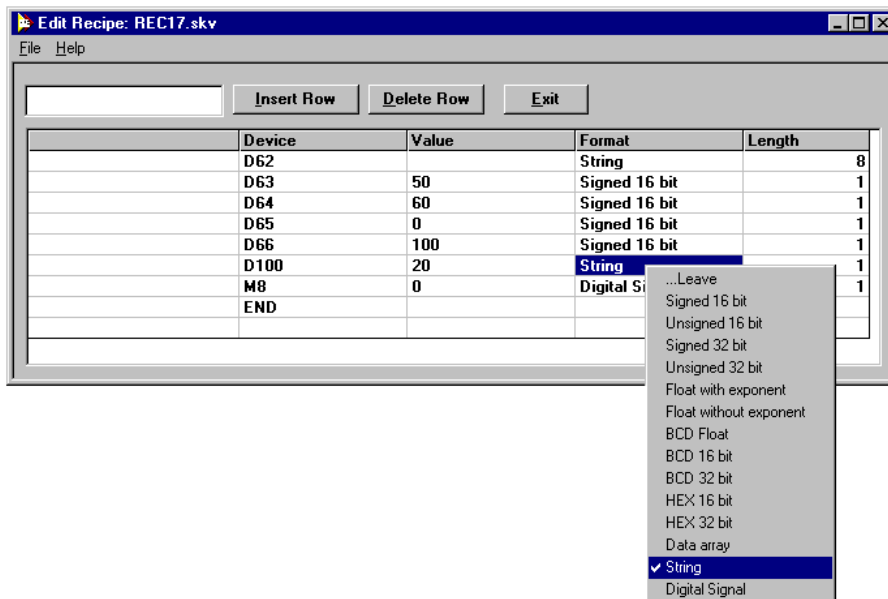 Edit Recipe: REC17.skv
File Help
Insert Row Delete Row Exit
Device Value Format Length
D62 String 8
D63 50 Signed 16 bit 1
D64 60 Signed 16 bit 1
D65 0 Signed 16 bit 1
D66 100 Signed 16 bit 1
D100 20 String 1
M8 0 Digital Si 1
END
...Leave
Signed 16 bit
Unsigned 16 bit
Signed 32 bit
Unsigned 32 bit
Float with exponent
Float without exponent
BCD Float
BCD 16 bit
BCD 32 bit
HEX 16 bit
HEX 32 bit
Data array
String
Digital Signal